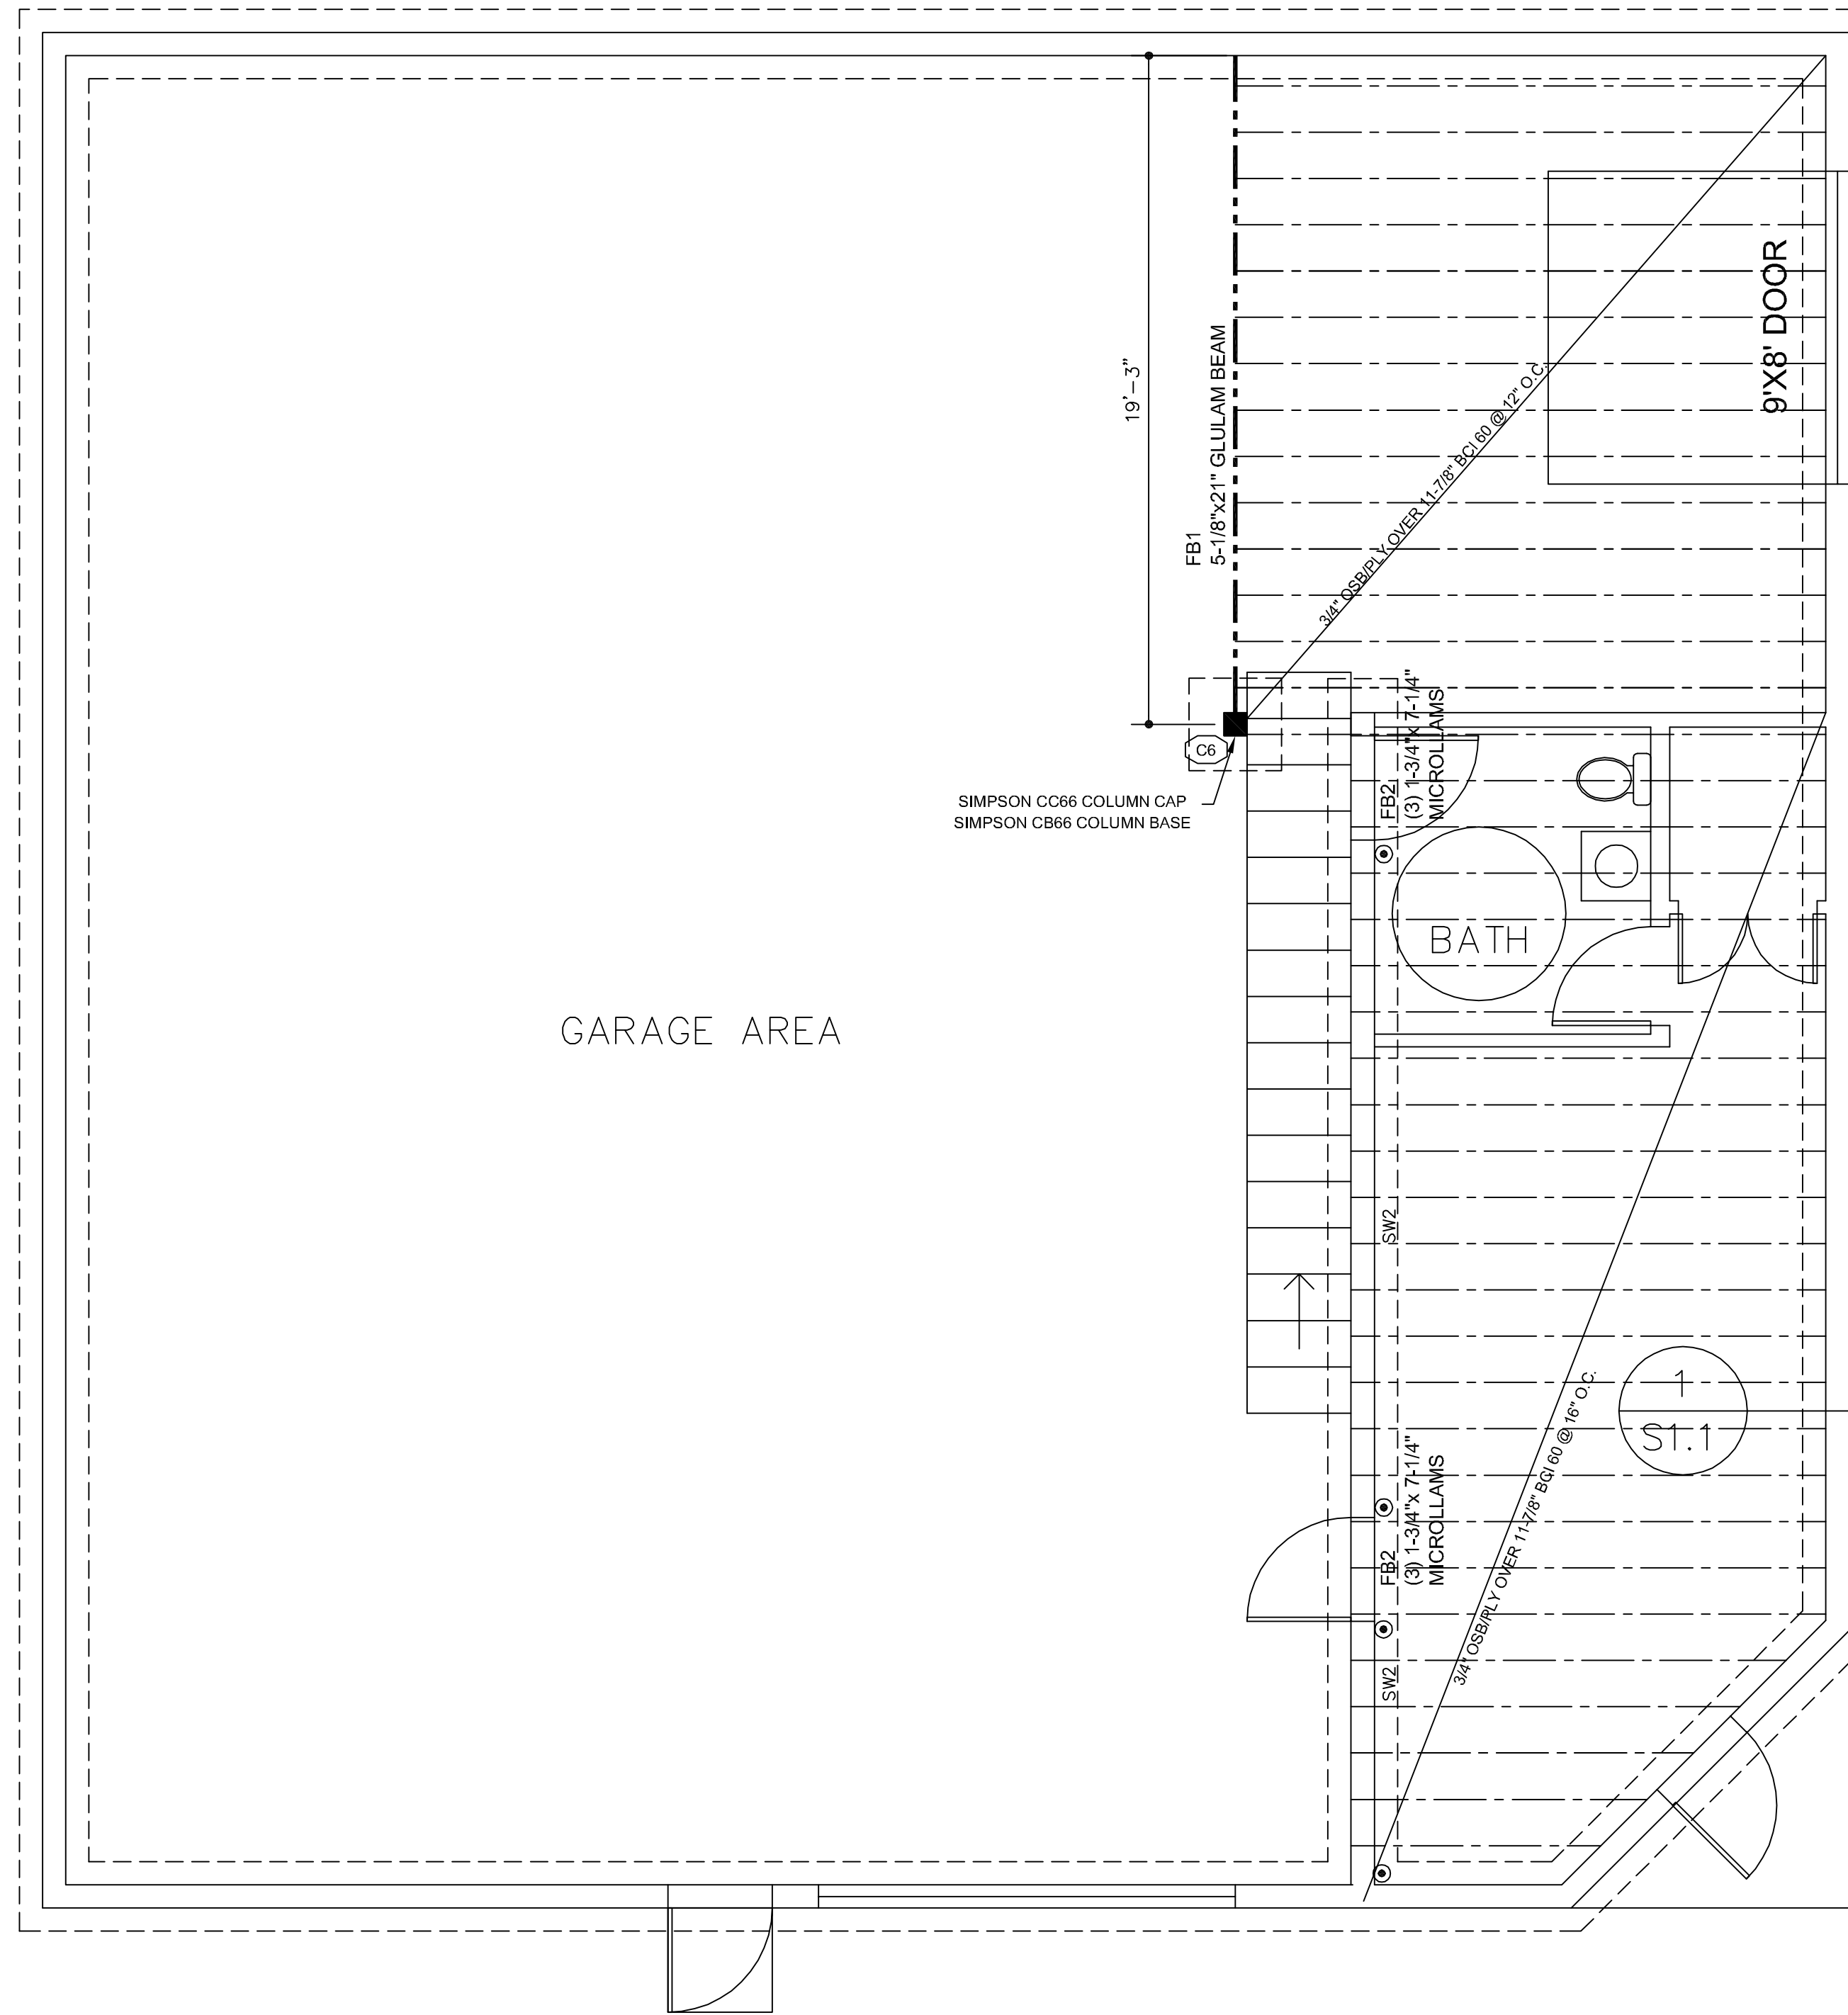 9'X8' DOOR
19'-3"
FB1
5-1/8"x21" GLULAM BEAM
3/4" OSB/PLY OVER 11-7/8" BCI 60 @ 12" O.C.
C6
SIMPSON CC66 COLUMN CAP
SIMPSON CB66 COLUMN BASE
FB2
(3) 1-3/4"x 7-1/4"
MICROLLAMS
BATH
GARAGE AREA
SW2
1
S1.1
3/4" OSB/PLY OVER 11-7/8" BCI 60 @ 16" O.C.
FB2
(3) 1-3/4"x 7-1/4"
MICROLLAMS
SW2